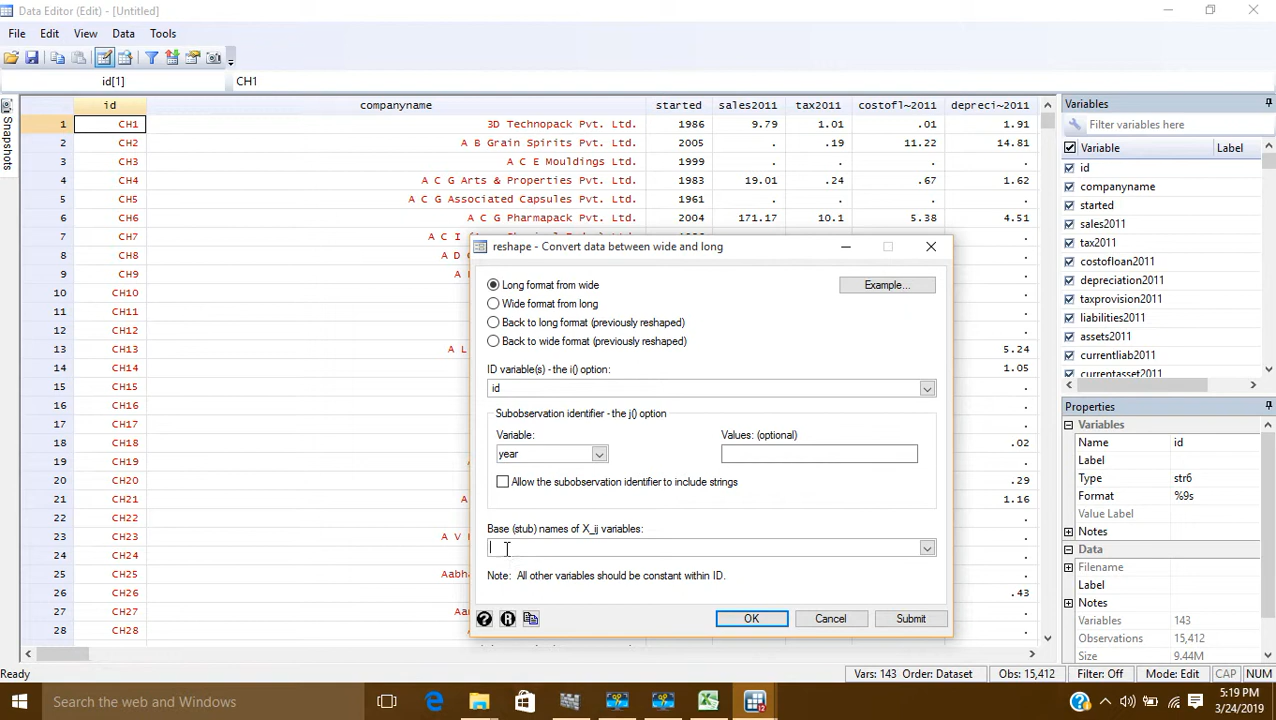 Data Editor (Edit) - [Untitled]
File Edit View Data Tools
id[1] CH1
Snapshots
id companyname started sales2011 tax2011 costofl~2011 depreci~2011
1 CH1 3D Technopack Pvt. Ltd. 1986 9.79 1.01 .01 1.91
2 CH2 A B Grain Spirits Pvt. Ltd. 2005 . .19 11.22 14.81
3 CH3 A C E Mouldings Ltd. 1999 . . . .
4 CH4 A C G Arts & Properties Pvt. Ltd. 1983 19.01 .24 .67 1.62
5 CH5 A C G Associated Capsules Pvt. Ltd. 1961 . . . .
6 CH6 A C G Pharmapack Pvt. Ltd. 2004 171.17 10.1 5.38 4.51
7 CH7 A C I
8 CH8 A D
9 CH9 A
10 CH10
11 CH11
12 CH12
13 CH13 A L 5.24
14 CH14 1.05
15 CH15 .
16 CH16 .
17 CH17 .
18 CH18 .02
19 CH19 A .
20 CH20 .29
21 CH21 A 1.16
22 CH22 .
23 CH23 A V .
24 CH24 .
25 CH25 Aabha .
26 CH26 .43
27 CH27 Aa .
28 CH28 .
reshape - Convert data between wide and long
Long format from wide
Example...
Wide format from long
Back to long format (previously reshaped)
Back to wide format (previously reshaped)
ID variable(s) - the i() option:
id
Subobservation identifier - the j() option
Variable: Values: (optional)
year
Allow the subobservation identifier to include strings
Base (stub) names of X_ij variables:
Note: All other variables should be constant within ID.
OK Cancel Submit
Variables
Filter variables here
Variable Label
id
companyname
started
sales2011
tax2011
costofloan2011
depreciation2011
taxprovision2011
liabilities2011
assets2011
currentliab2011
currentasset2011
Properties
Variables
Name id
Label
Type str6
Format %9s
Value Label
Notes
Data
Filename
Label
Notes
Variables 143
Observations 15,412
Size 9.44M
Ready Vars: 143 Order: Dataset Obs: 15,412 Filter: Off Mode: Edit CAP NUM
Search the web and Windows
5:19 PM
3/24/2019